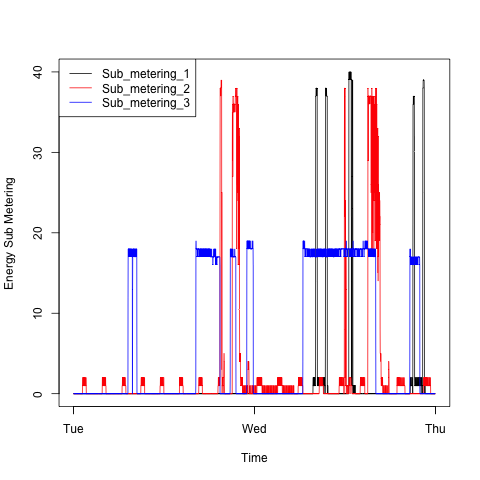 Sub_metering_1
Sub_metering_2
Sub_metering_3
Energy Sub Metering
40
30
20
10
0
Tue Wed Thu
Time